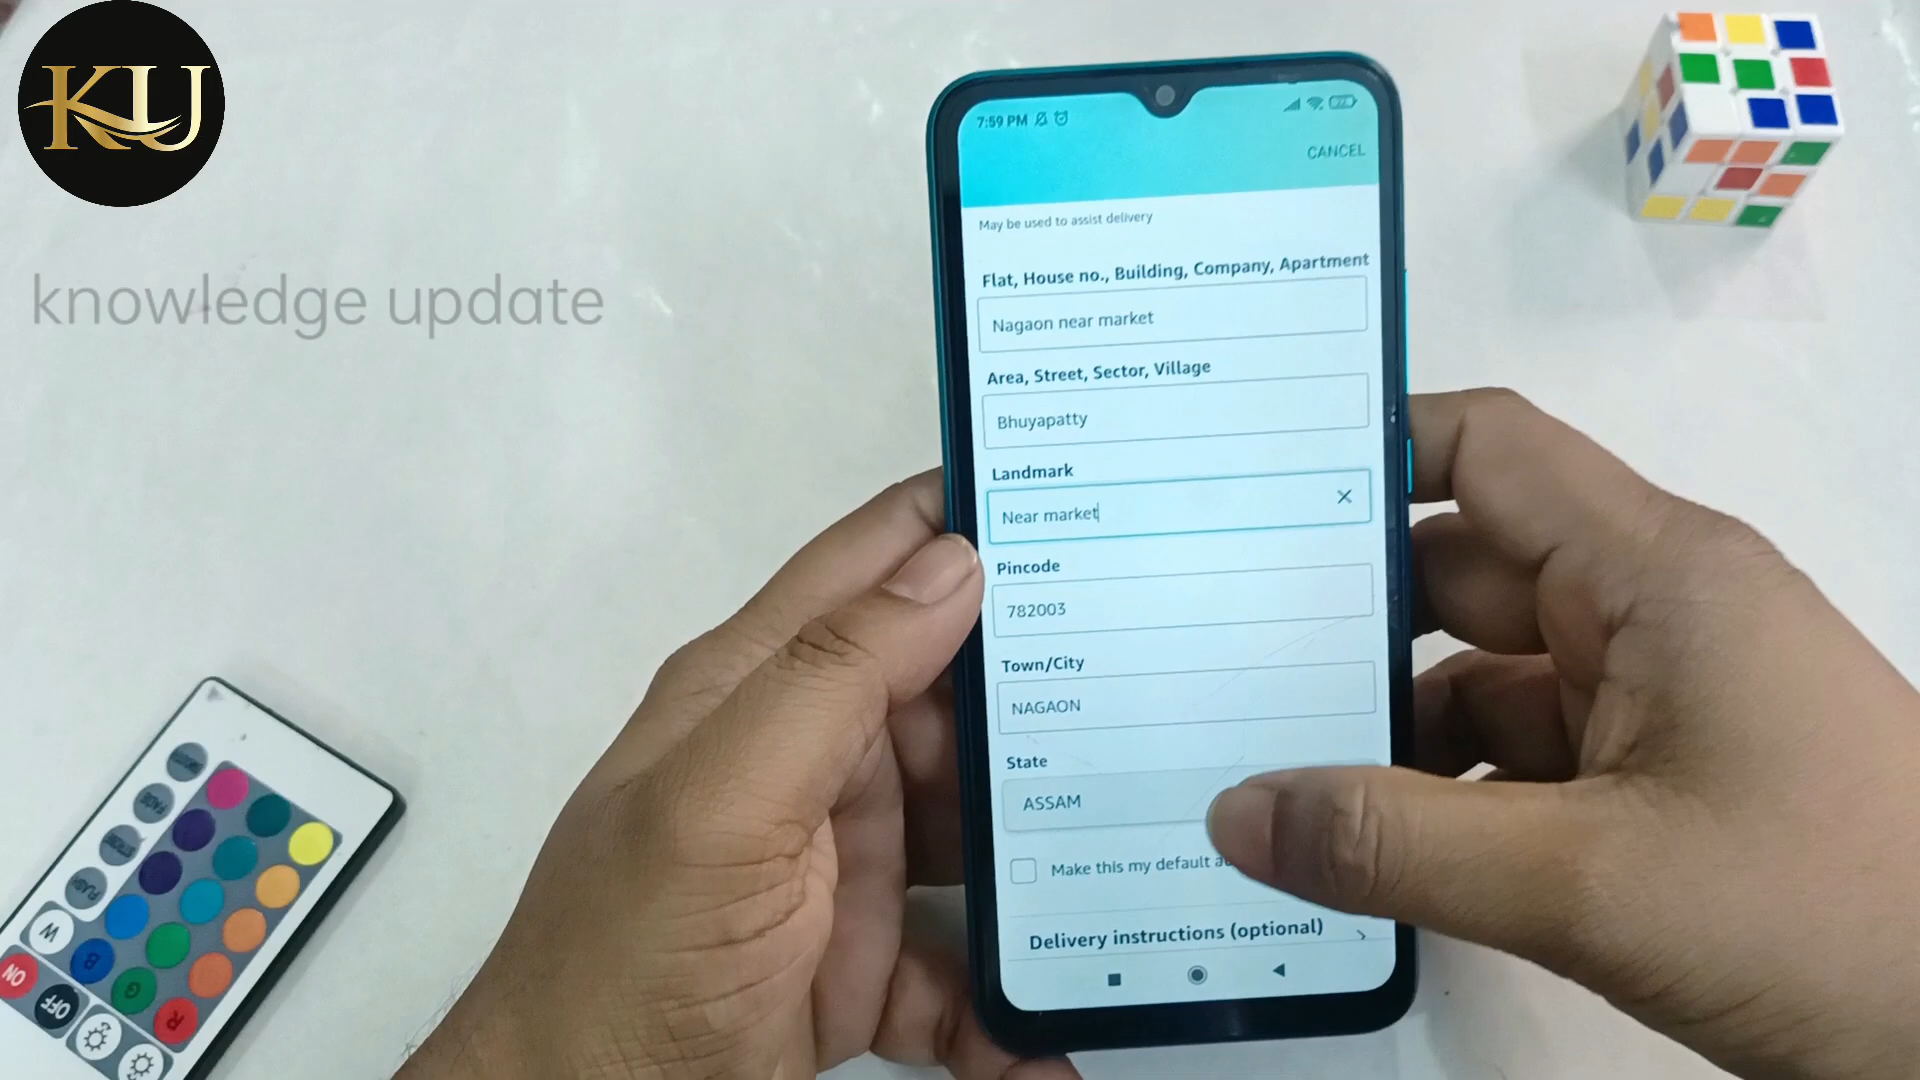 KU
knowledge update
7:59 PM
CANCEL
May be used to assist delivery
Flat, House no., Building, Company, Apartment
Nagaon near market
Area, Street, Sector, Village
Bhuyapatty
Landmark
Near market
Pincode
782003
Town/City
NAGAON
State
ASSAM
Make this my default
Delivery instructions (optional)
FADE
FLASH
W
B
G
R
ON
OFF